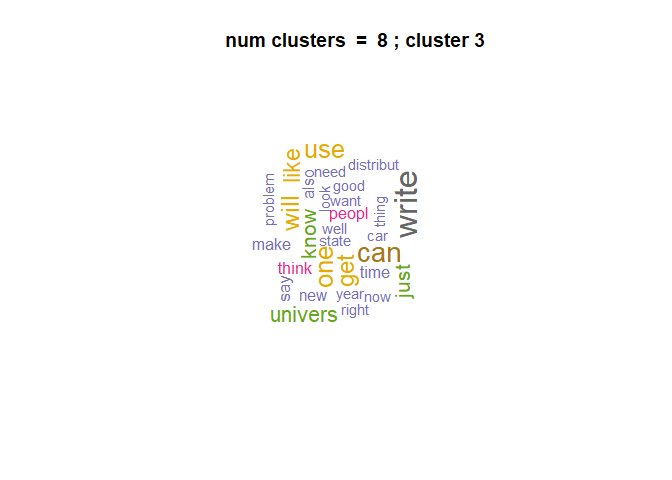 num clusters = 8 ; cluster 3
use
like
distribut
need
also
good
problem
look
want
thing
write
will
peopl
know
well
car
state
make
can
one
get
think
time
just
say
new
year
now
right
univers